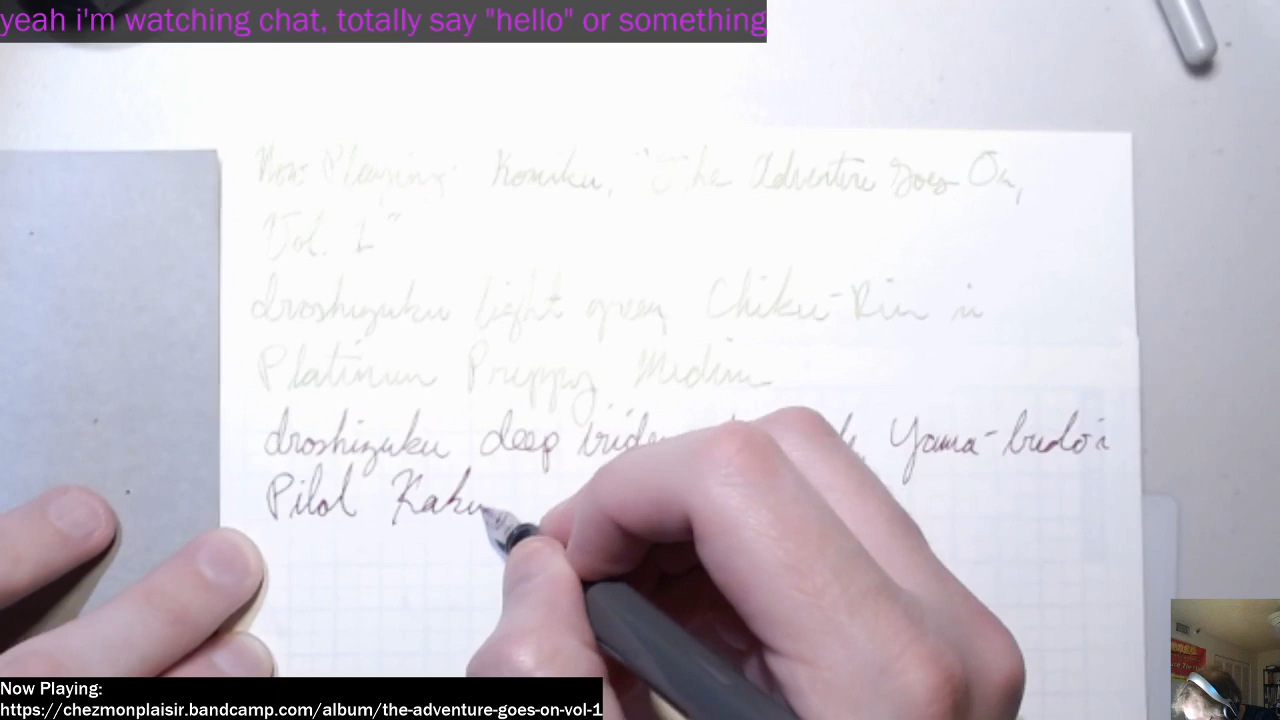 yeah i'm watching chat, totally say "hello" or something
Now Playing: Komiku, "The Adventure Goes On,
Vol. 1"
Iroshizuku light green Chiku-Rin in
Platinum Preppy Medium
Iroshizuku deep Yama-budo
Pilot Kaku
Now Playing:
https://chezmonplaisir.bandcamp.com/album/the-adventure-goes-on-vol-1